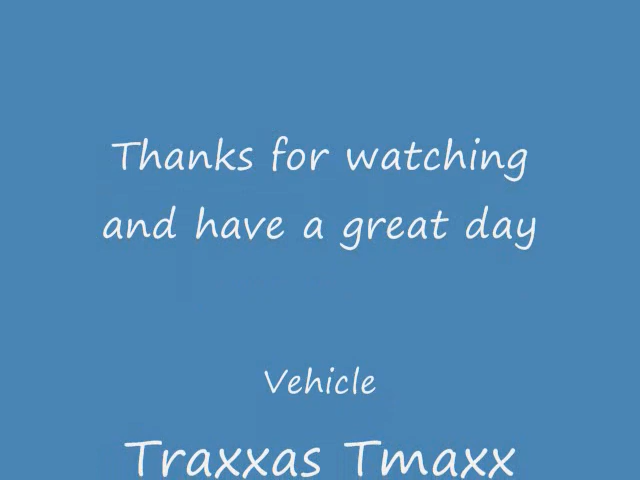 Thanks for watching
and have a great day
Vehicle
Traxxas Tmaxx